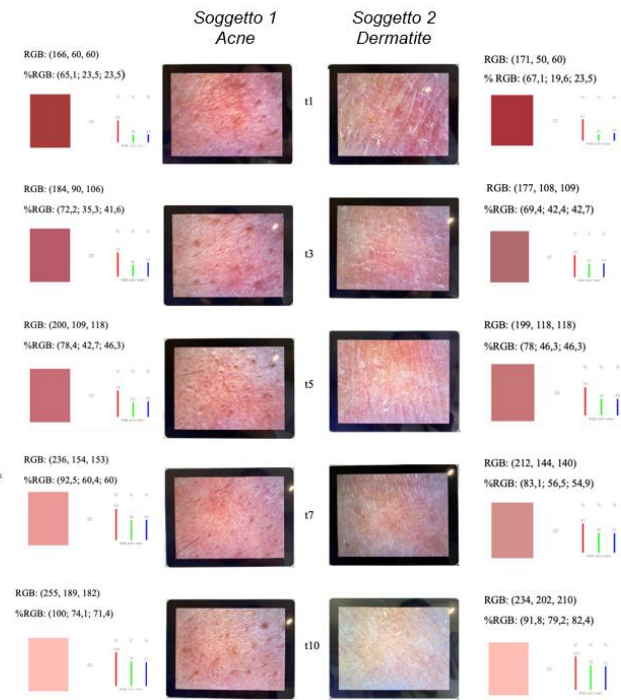 Soggetto 1
Acne
Soggetto 2
Dermatite
RGB: (166, 60, 60)
%RGB: (65,1; 23,5; 23,5)
t1
RGB: (171, 50, 60)
% RGB: (67,1; 19,6; 23,5)
RGB: (184, 90, 106)
%RGB: (72,2; 35,3; 41,6)
t3
RGB: (177, 108, 109)
%RGB: (69,4; 42,4; 42,7)
RGB: (200, 109, 118)
%RGB: (78,4; 42,7; 46,3)
t5
RGB: (199, 118, 118)
%RGB: (78; 46,3; 46,3)
RGB: (236, 154, 153)
%RGB: (92,5; 60,4; 60)
t7
RGB: (212, 144, 140)
%RGB: (83,1; 56,5; 54,9)
RGB: (255, 189, 182)
%RGB: (100; 74,1; 71,4)
t10
RGB: (234, 202, 210)
%RGB: (91,8; 79,2; 82,4)